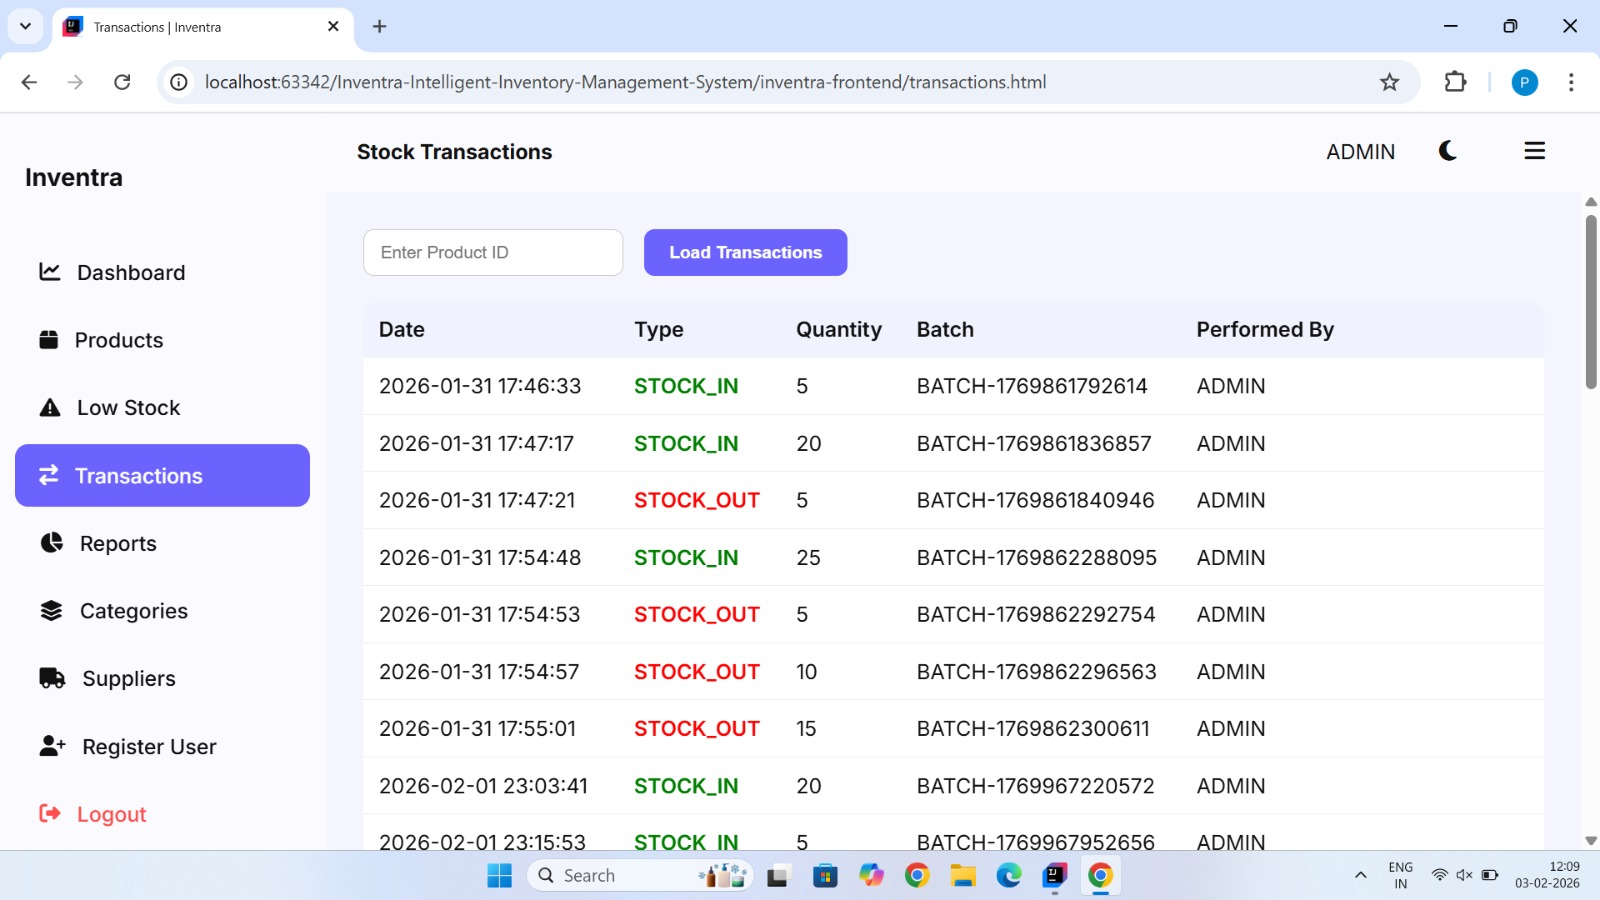 Transactions | Inventra
localhost:63342/Inventra-Intelligent-Inventory-Management-System/inventra-frontend/transactions.html
P
Inventra
Dashboard
Products
Low Stock
Transactions
Reports
Categories
Suppliers
Register User
Logout
Stock Transactions
ADMIN
Enter Product ID
Load Transactions
Date Type Quantity Batch Performed By
2026-01-31 17:46:33 STOCK_IN 5 BATCH-1769861792614 ADMIN
2026-01-31 17:47:17 STOCK_IN 20 BATCH-1769861836857 ADMIN
2026-01-31 17:47:21 STOCK_OUT 5 BATCH-1769861840946 ADMIN
2026-01-31 17:54:48 STOCK_IN 25 BATCH-1769862288095 ADMIN
2026-01-31 17:54:53 STOCK_OUT 5 BATCH-1769862292754 ADMIN
2026-01-31 17:54:57 STOCK_OUT 10 BATCH-1769862296563 ADMIN
2026-01-31 17:55:01 STOCK_OUT 15 BATCH-1769862300611 ADMIN
2026-02-01 23:03:41 STOCK_IN 20 BATCH-1769967220572 ADMIN
2026-02-01 23:15:53 STOCK_IN 5 BATCH-1769967952656 ADMIN
Search
ENG
IN
12:09
03-02-2026